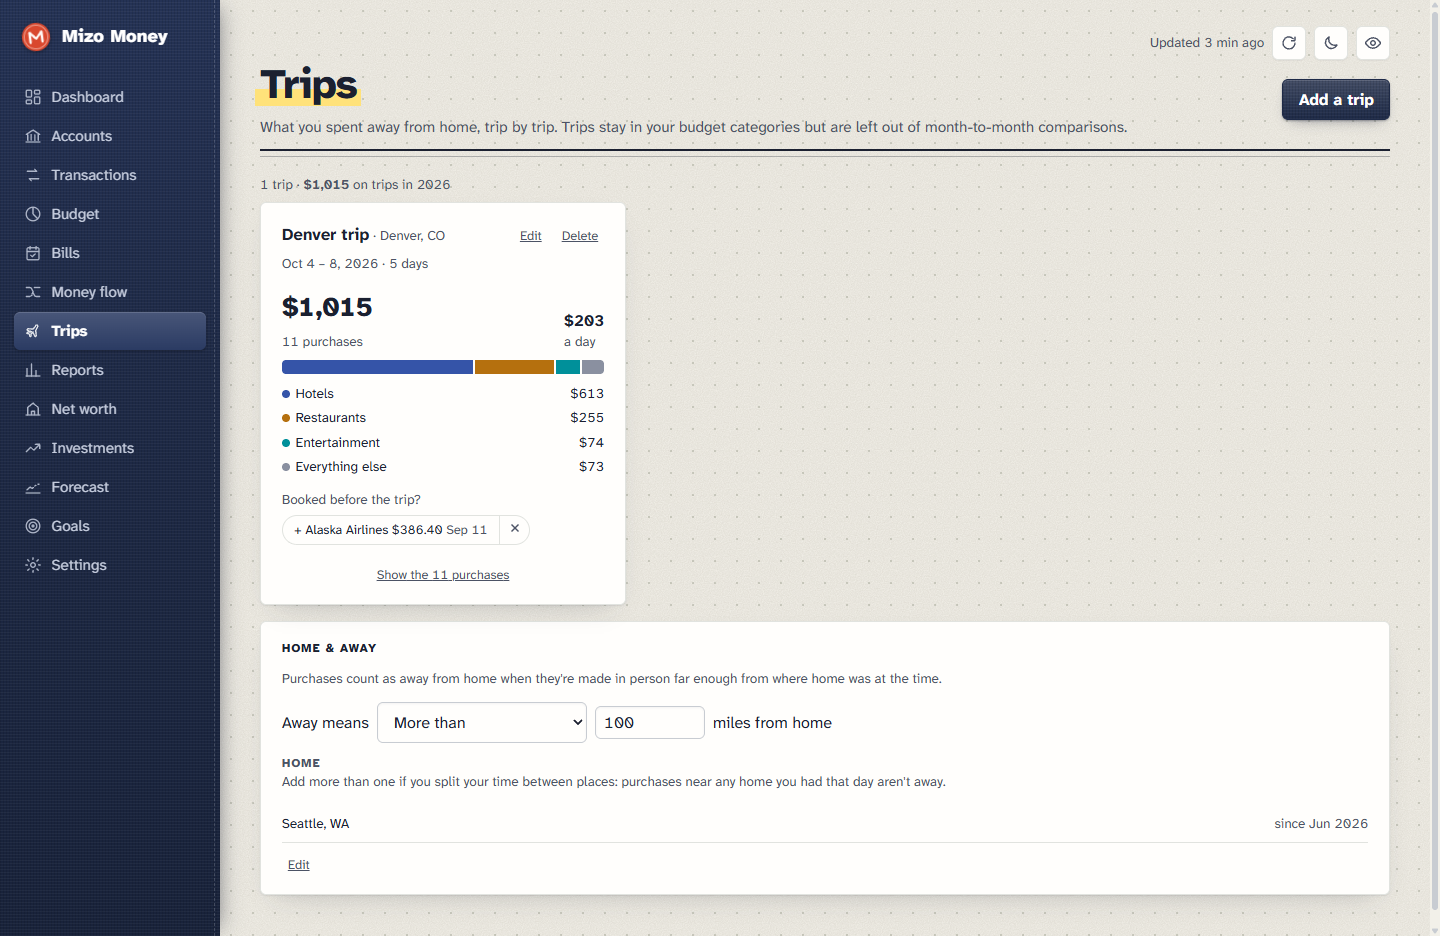 Mizo Money
Dashboard
Accounts
Transactions
Budget
Bills
Money flow
Trips
Reports
Net worth
Investments
Forecast
Goals
Settings
Updated 3 min ago
Trips
Add a trip
What you spent away from home, trip by trip. Trips stay in your budget categories but are left out of month-to-month comparisons.
1 trip · $1,015 on trips in 2026
Denver trip · Denver, CO
Edit
Delete
Oct 4 – 8, 2026 · 5 days
$1,015
$203
11 purchases
a day
Hotels $613
Restaurants $255
Entertainment $74
Everything else $73
Booked before the trip?
+ Alaska Airlines $386.40 Sep 11 ✕
Show the 11 purchases
HOME & AWAY
Purchases count as away from home when they're made in person far enough from where home was at the time.
Away means More than 100 miles from home
HOME
Add more than one if you split your time between places: purchases near any home you had that day aren't away.
Seattle, WA since Jun 2026
Edit